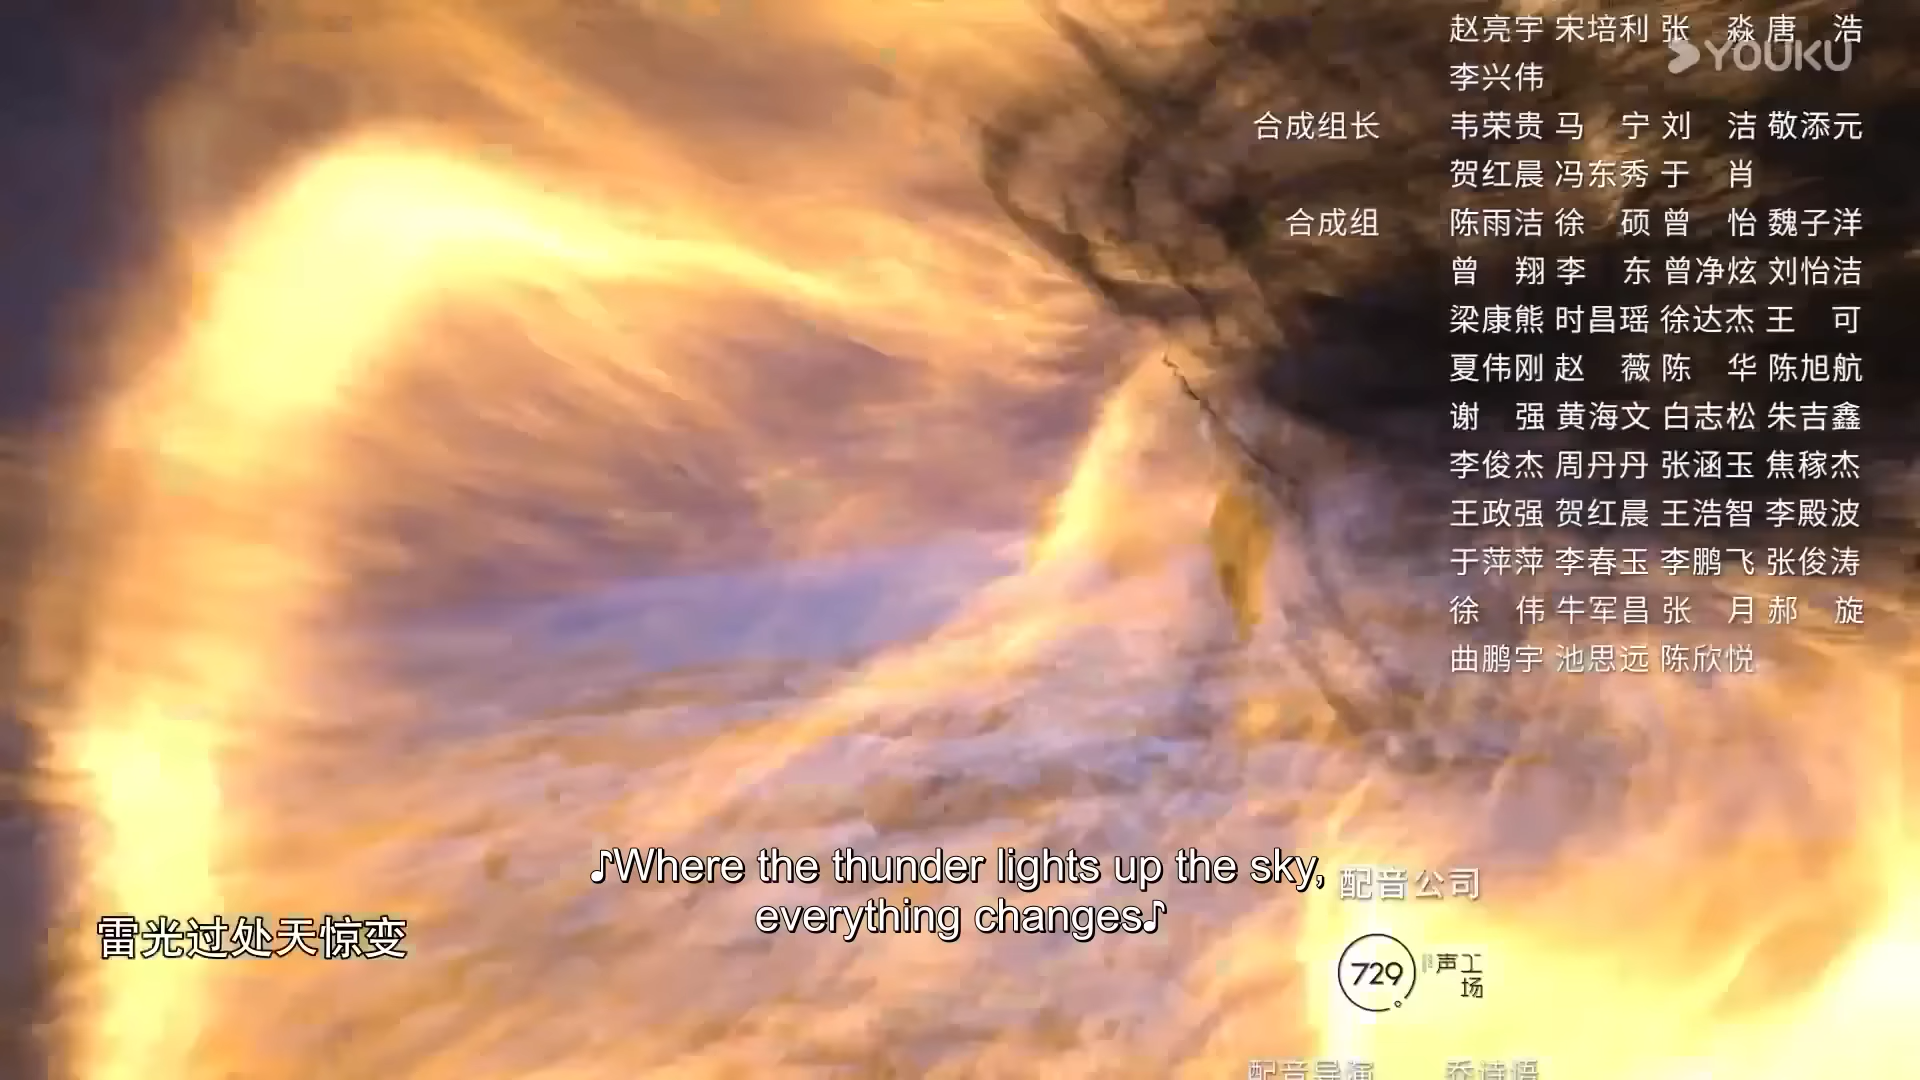 赵亮宇 宋培利 张 淼 唐 浩
YOUKU
李兴伟
合成组长 韦荣贵 马 宁 刘 洁 敬添元
贺红晨 冯东秀 于 肖
合成组 陈雨洁 徐 硕 曾 怡 魏子洋
曾 翔 李 东 曾净炫 刘怡洁
梁康熊 时昌瑶 徐达杰 王 可
夏伟刚 赵 薇 陈 华 陈旭航
谢 强 黄海文 白志松 朱吉鑫
李俊杰 周丹丹 张涵玉 焦稼杰
王政强 贺红晨 王浩智 李殿波
于萍萍 李春玉 李鹏飞 张俊涛
徐 伟 牛军昌 张 月 郝 旋
曲鹏宇 池思远 陈欣悦
♪Where the thunder lights up the sky,
everything changes♪
配音公司
雷光过处天惊变
729 声工场
配音导演 乔诗语